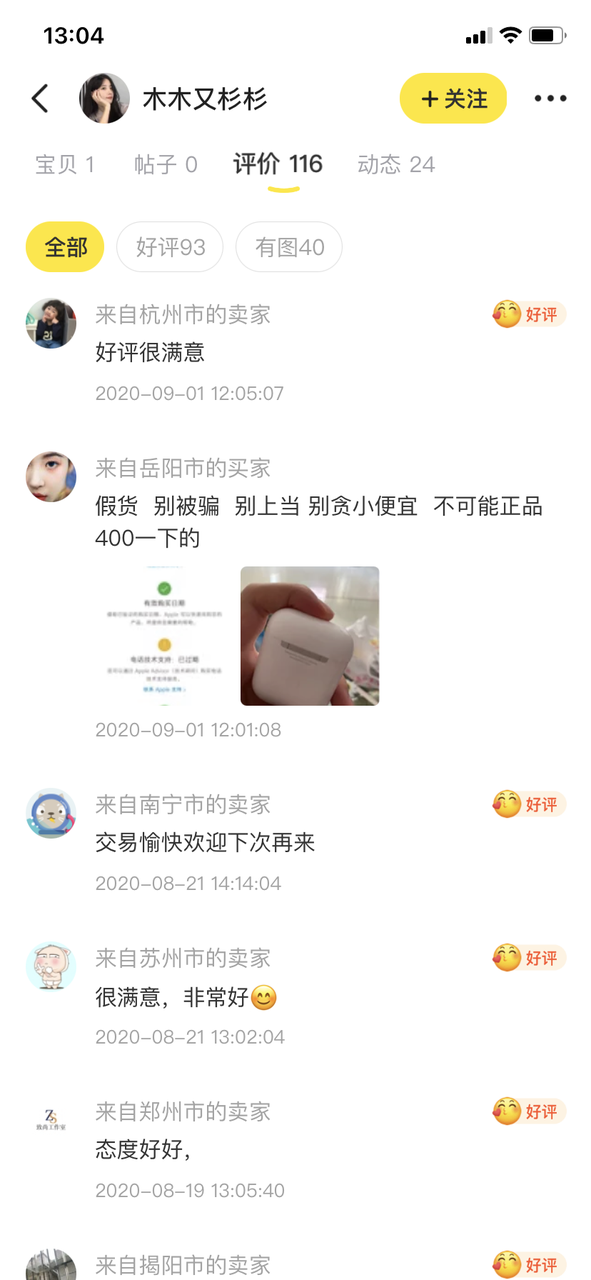 13:04
木木又杉杉
+关注
宝贝 1 帖子 0 评价 116 动态 24
全部 好评93 有图40
来自杭州市的卖家 好评
好评很满意
2020-09-01 12:05:07
来自岳阳市的买家
假货 别被骗 别上当 别贪小便宜 不可能正品
400一下的
有效购买日期
电话技术支持：已过期
2020-09-01 12:01:08
来自南宁市的卖家 好评
交易愉快欢迎下次再来
2020-08-21 14:14:04
来自苏州市的卖家 好评
很满意，非常好😊
2020-08-21 13:02:04
Zs
来自郑州市的卖家 好评
态度好好，
2020-08-19 13:05:40
来自揭阳市的卖家 好评